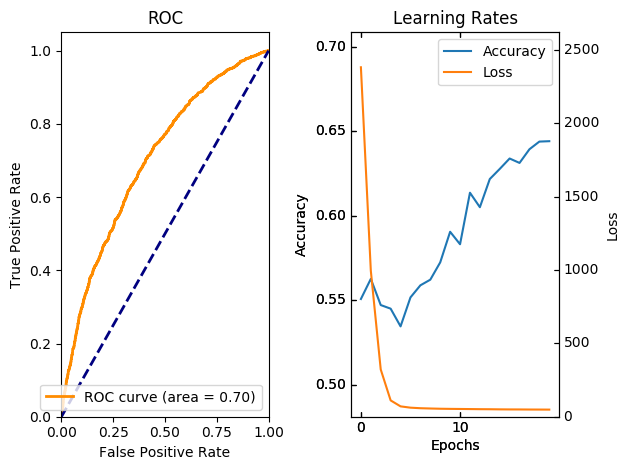 ROC
1.0
0.8
0.6
0.4
0.2
0.0
True Positive Rate
ROC curve (area = 0.70)
0.00 0.25 0.50 0.75 1.00
False Positive Rate
Learning Rates
0.70
0.65
0.60
0.55
0.50
Accuracy
Accuracy
Loss
2500
2000
1500
1000
500
0
Loss
0 10
Epochs